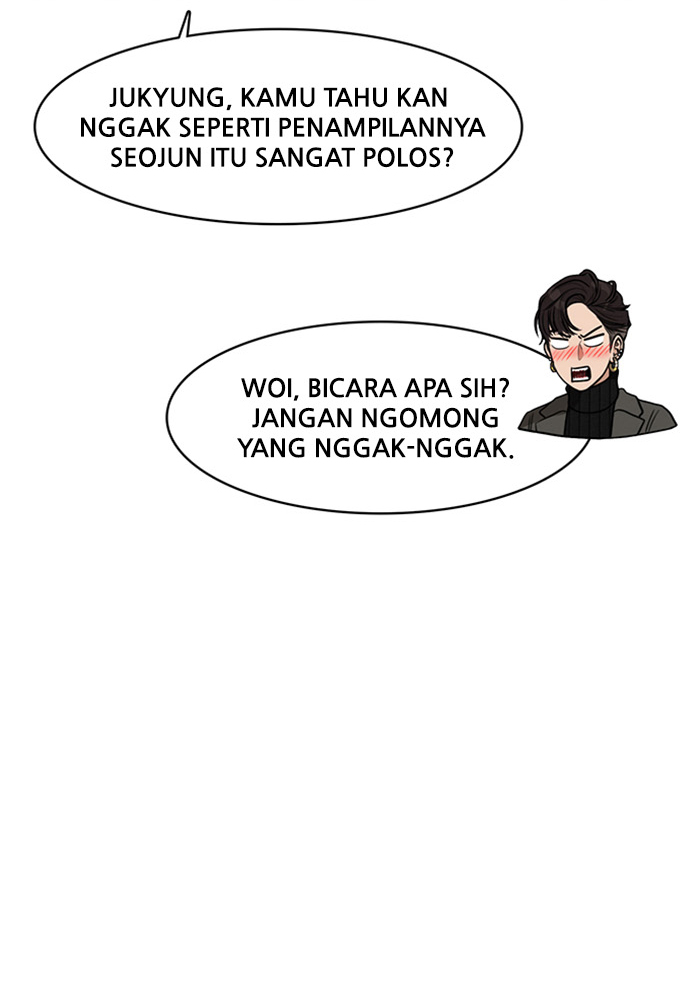 JUKYUNG, KAMU TAHU KAN
NGGAK SEPERTI PENAMPILANNYA
SEOJUN ITU SANGAT POLOS?
WOI, BICARA APA SIH?
JANGAN NGOMONG
YANG NGGAK-NGGAK.